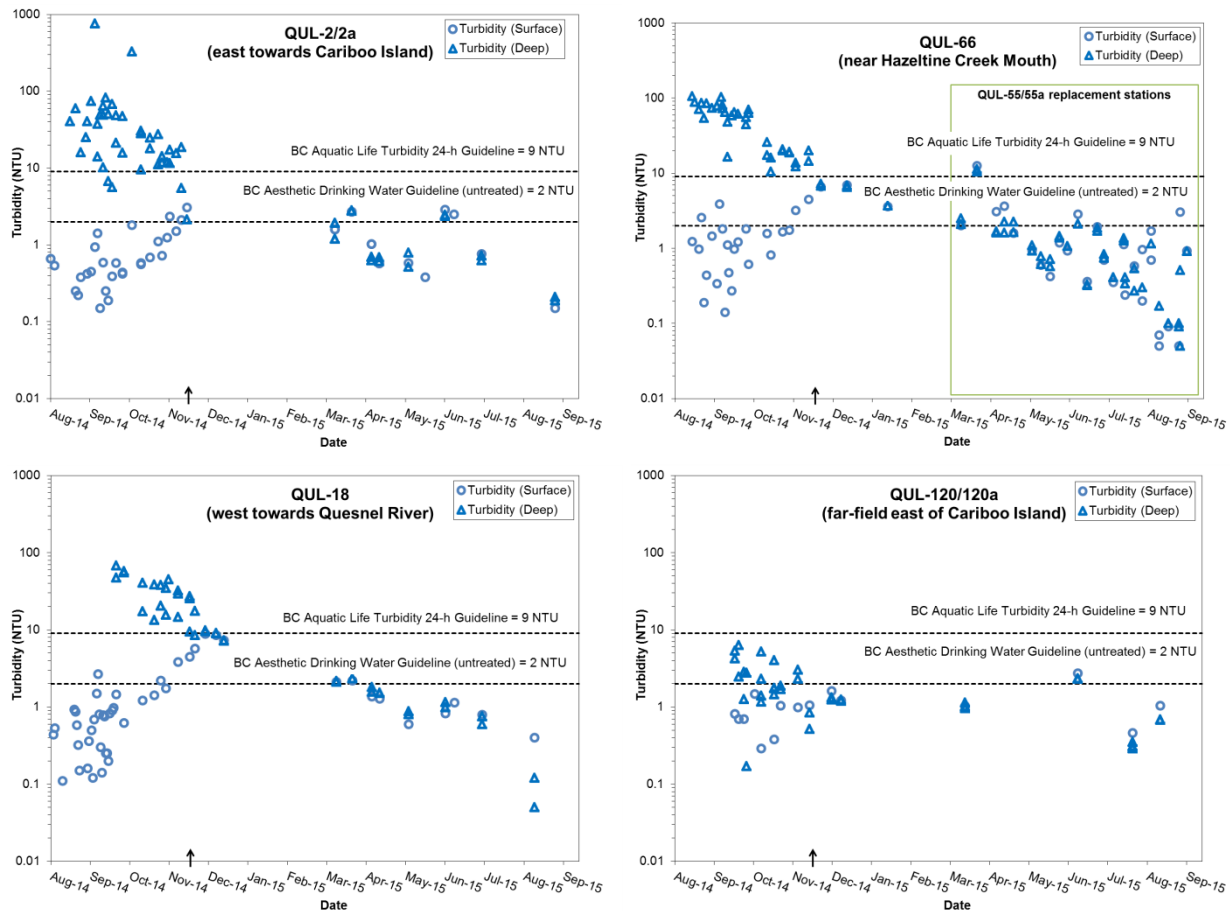 QUL-2/2a
(east towards Cariboo Island)
Turbidity (Surface)
Turbidity (Deep)
1000
100
10
1
0.1
0.01
Turbidity (NTU)
BC Aquatic Life Turbidity 24-h Guideline = 9 NTU
BC Aesthetic Drinking Water Guideline (untreated) = 2 NTU
Aug-14 Sep-14 Oct-14 Nov-14 Dec-14 Jan-15 Feb-15 Mar-15 Apr-15 May-15 Jun-15 Jul-15 Aug-15 Sep-15
Date
QUL-66
(near Hazeltine Creek Mouth)
Turbidity (Surface)
Turbidity (Deep)
QUL-55/55a replacement stations
1000
100
10
1
0.1
0.01
Turbidity (NTU)
BC Aquatic Life Turbidity 24-h Guideline = 9 NTU
BC Aesthetic Drinking Water Guideline (untreated) = 2 NTU
Aug-14 Sep-14 Oct-14 Nov-14 Dec-14 Jan-15 Feb-15 Mar-15 Apr-15 May-15 Jun-15 Jul-15 Aug-15 Sep-15
Date
QUL-18
(west towards Quesnel River)
Turbidity (Surface)
Turbidity (Deep)
1000
100
10
1
0.1
0.01
Turbidity (NTU)
BC Aquatic Life Turbidity 24-h Guideline = 9 NTU
BC Aesthetic Drinking Water Guideline (untreated) = 2 NTU
Aug-14 Sep-14 Oct-14 Nov-14 Dec-14 Jan-15 Feb-15 Mar-15 Apr-15 May-15 Jun-15 Jul-15 Aug-15 Sep-15
Date
QUL-120/120a
(far-field east of Cariboo Island)
Turbidity (Surface)
Turbidity (Deep)
1000
100
10
1
0.1
0.01
Turbidity (NTU)
BC Aquatic Life Turbidity 24-h Guideline = 9 NTU
BC Aesthetic Drinking Water Guideline (untreated) = 2 NTU
Aug-14 Sep-14 Oct-14 Nov-14 Dec-14 Jan-15 Feb-15 Mar-15 Apr-15 May-15 Jun-15 Jul-15 Aug-15 Sep-15
Date